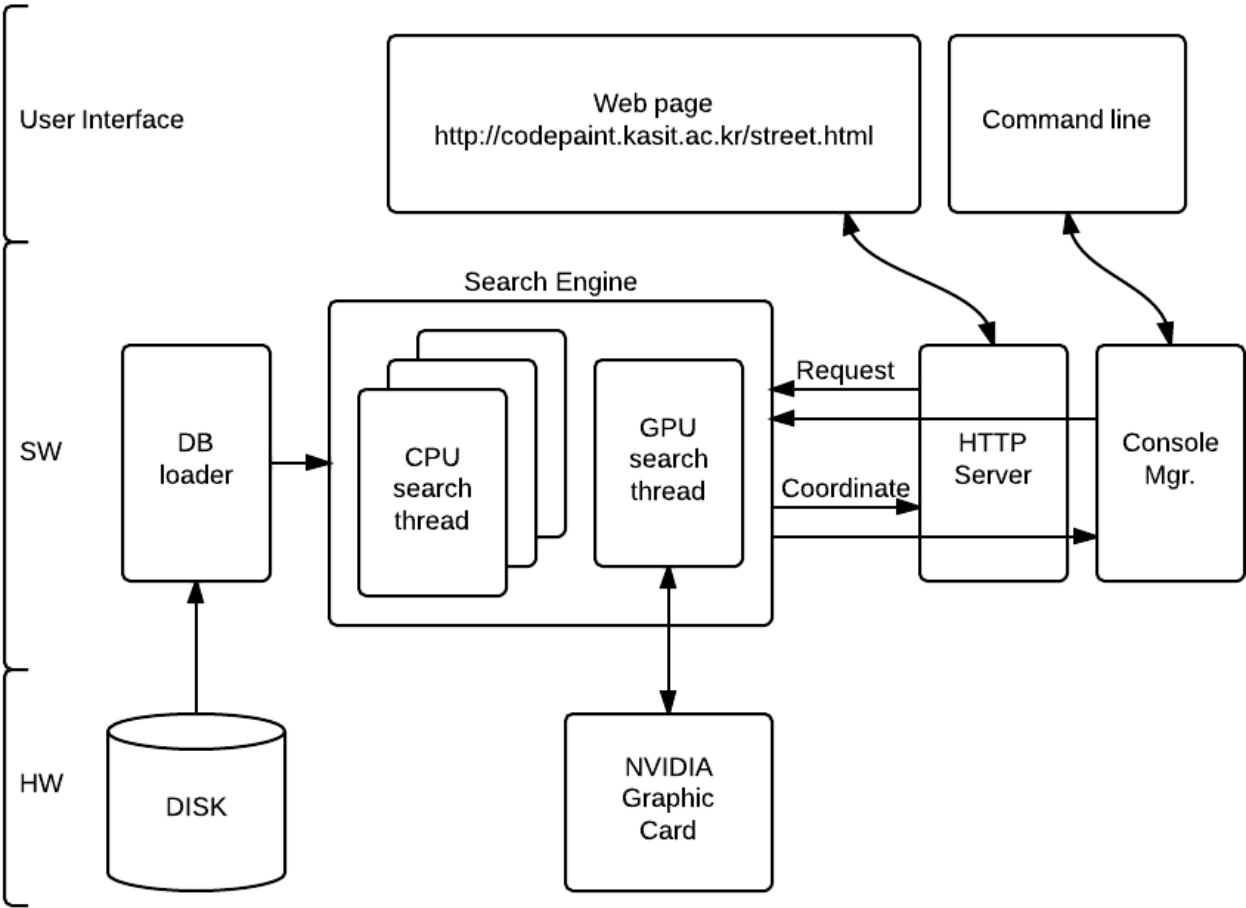 User Interface
Web page
http://codepaint.kasit.ac.kr/street.html
Command line
Search Engine
SW
DB
loader
CPU
search
thread
GPU
search
thread
Request
Coordinate
HTTP
Server
Console
Mgr.
HW
DISK
NVIDIA
Graphic
Card